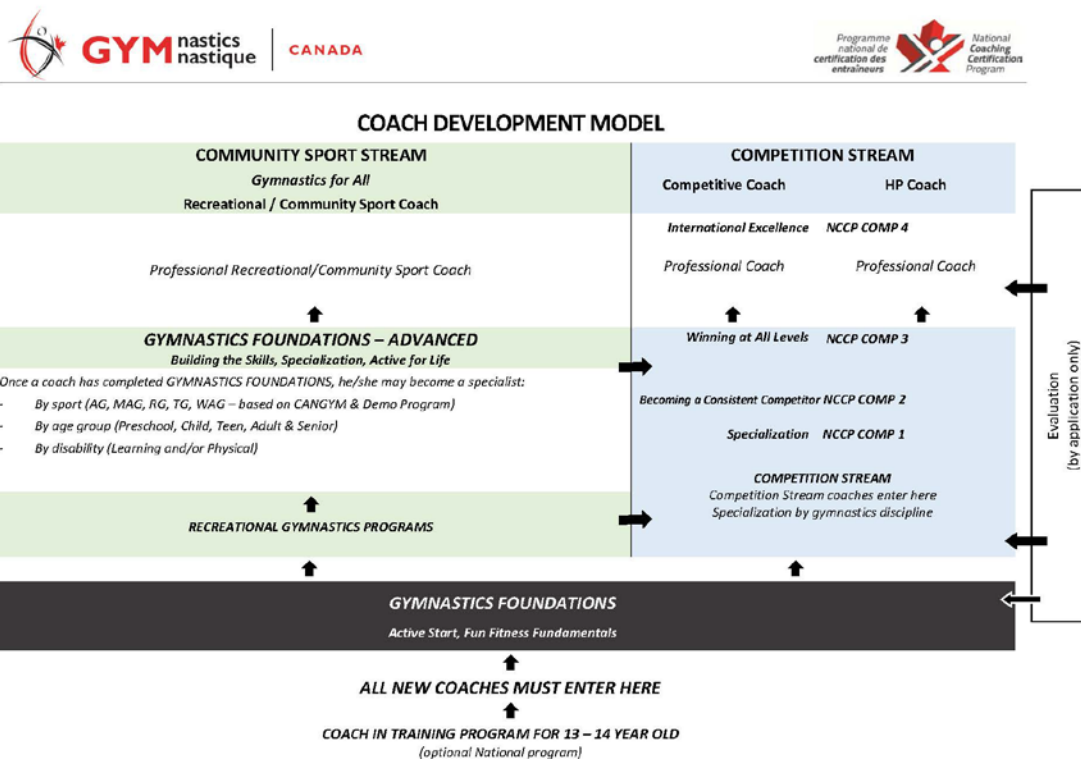 GYM nastics
nastique
CANADA
Programme
national de
certification des
entraîneurs
National
Coaching
Certification
Program
COACH DEVELOPMENT MODEL
COMMUNITY SPORT STREAM
Gymnastics for All
Recreational / Community Sport Coach
COMPETITION STREAM
Competitive Coach HP Coach
International Excellence NCCP COMP 4
Professional Recreational/Community Sport Coach
Professional Coach Professional Coach
GYMNASTICS FOUNDATIONS – ADVANCED
Building the Skills, Specialization, Active for Life
Once a coach has completed GYMNASTICS FOUNDATIONS, he/she may become a specialist:
- By sport (AG, MAG, RG, TG, WAG – based on CANGYM & Demo Program)
- By age group (Preschool, Child, Teen, Adult & Senior)
- By disability (Learning and/or Physical)
Winning at All Levels NCCP COMP 3
Becoming a Consistent Competitor NCCP COMP 2
Specialization NCCP COMP 1
COMPETITION STREAM
Competition Stream coaches enter here
Specialization by gymnastics discipline
RECREATIONAL GYMNASTICS PROGRAMS
Evaluation
(by application only)
GYMNASTICS FOUNDATIONS
Active Start, Fun Fitness Fundamentals
ALL NEW COACHES MUST ENTER HERE
COACH IN TRAINING PROGRAM FOR 13 – 14 YEAR OLD
(optional National program)